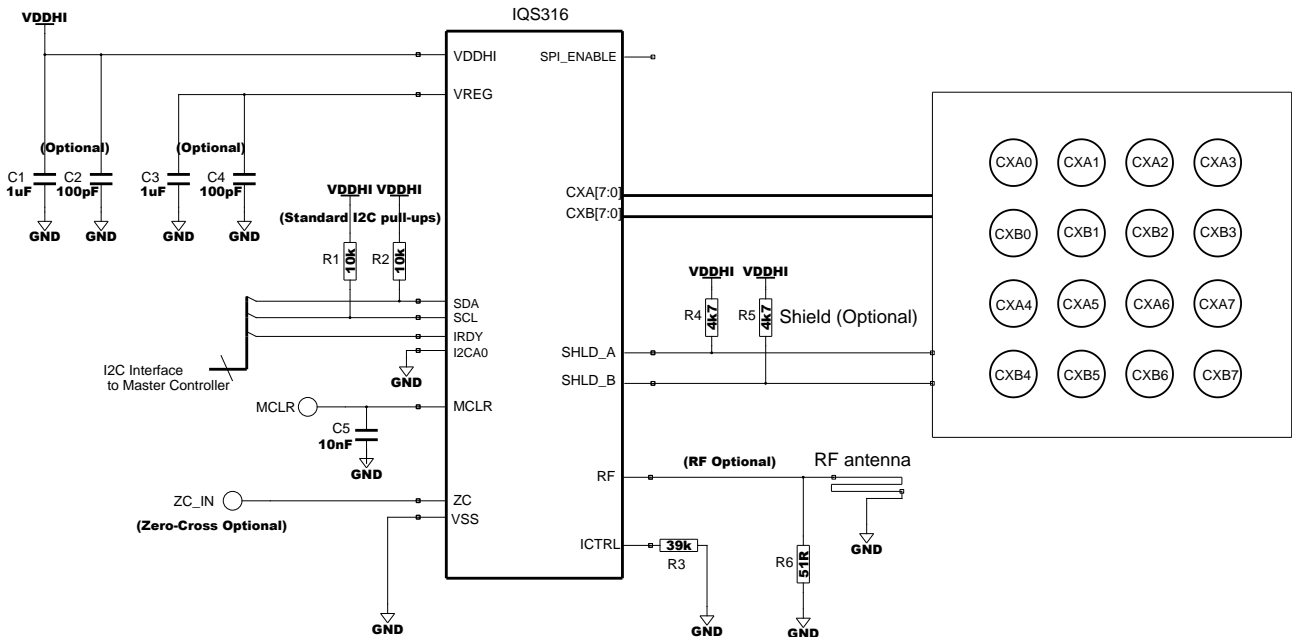 IQS316
VDDHI
VDDHI
SPI_ENABLE
VREG
(Optional)
(Optional)
C1
1uF
C2
100pF
C3
1uF
C4
100pF
GND
GND
GND
GND
VDDHI VDDHI
(Standard I2C pull-ups)
R1
10k
R2
10k
SDA
SCL
IRDY
I2CA0
GND
I2C Interface
to Master Controller
MCLR
MCLR
C5
10nF
GND
ZC_IN
ZC
(Zero-Cross Optional)
VSS
GND
CXA[7:0]
CXB[7:0]
VDDHI VDDHI
R4
4k7
R5
4k7
Shield (Optional)
SHLD_A
SHLD_B
RF
(RF Optional)
RF antenna
GND
ICTRL
39k
R3
GND
R6
51R
GND
CXA0 CXA1 CXA2 CXA3
CXB0 CXB1 CXB2 CXB3
CXA4 CXA5 CXA6 CXA7
CXB4 CXB5 CXB6 CXB7